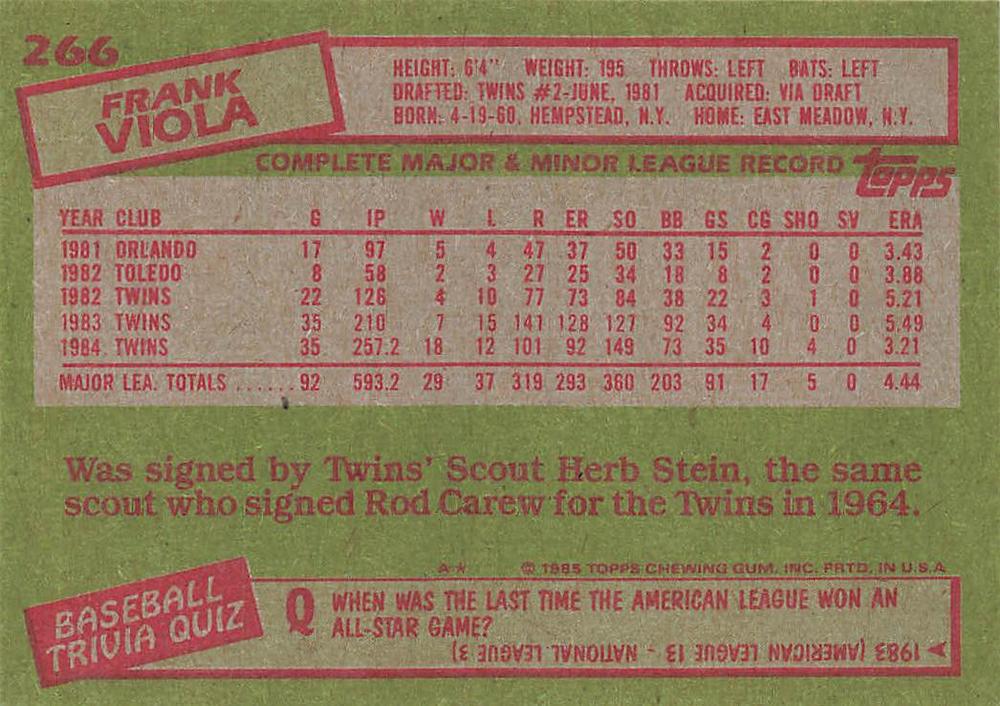 266
FRANK
VIOLA
HEIGHT: 6'4" WEIGHT: 195 THROWS: LEFT BATS: LEFT
DRAFTED: TWINS #2-JUNE, 1981 ACQUIRED: VIA DRAFT
BORN: 4-19-60, HEMPSTEAD, N.Y. HOME: EAST MEADOW, N.Y.
COMPLETE MAJOR & MINOR LEAGUE RECORD topps
YEAR CLUB G IP W L R ER SO BB GS CG SHO SV ERA
1981 ORLANDO 17 97 5 4 47 37 50 33 15 2 0 0 3.43
1982 TOLEDO 8 58 2 3 27 25 34 18 8 2 0 0 3.88
1982 TWINS 22 126 4 10 77 73 84 38 22 3 1 0 5.21
1983 TWINS 35 210 7 15 141 128 127 92 34 4 0 0 5.49
1984 TWINS 35 257.2 18 12 101 92 149 73 35 10 4 0 3.21
MAJOR LEA. TOTALS ......92 593.2 29 37 319 293 360 203 91 17 5 0 4.44
Was signed by Twins' Scout Herb Stein, the same
scout who signed Rod Carew for the Twins in 1964.
A★ © 1985 TOPPS CHEWING GUM, INC. PRTD. IN U.S.A.
BASEBALL
TRIVIA QUIZ
Q WHEN WAS THE LAST TIME THE AMERICAN LEAGUE WON AN
ALL-STAR GAME?
A 1983 (AMERICAN LEAGUE 13 - NATIONAL LEAGUE 3)